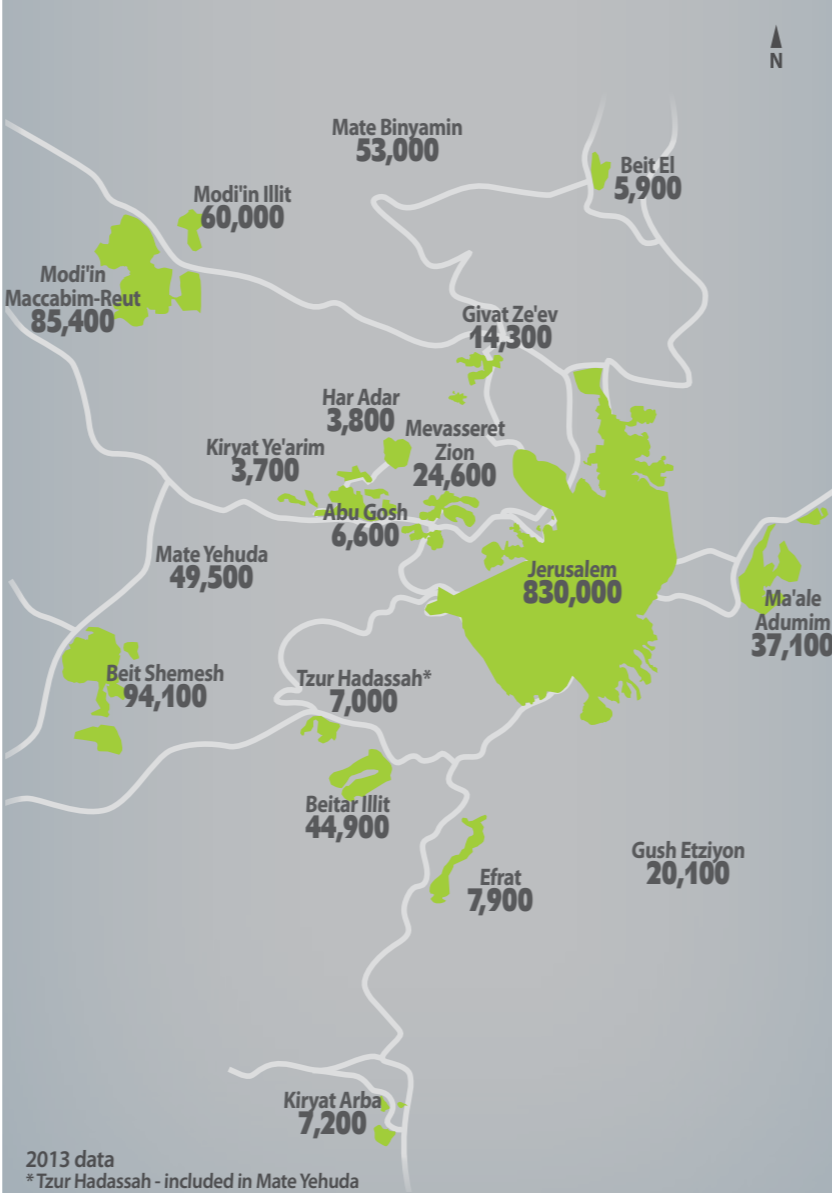 N
Mate Binyamin
53,000
Beit El
5,900
Modi'in Illit
60,000
Modi'in
Maccabim-Reut
85,400
Givat Ze'ev
14,300
Har Adar
3,800
Mevasseret
Zion
24,600
Kiryat Ye'arim
3,700
Abu Gosh
6,600
Mate Yehuda
49,500
Jerusalem
830,000
Ma'ale
Adumim
37,100
Beit Shemesh
94,100
Tzur Hadassah*
7,000
Beitar Illit
44,900
Gush Etziyon
20,100
Efrat
7,900
Kiryat Arba
7,200
2013 data
* Tzur Hadassah - included in Mate Yehuda